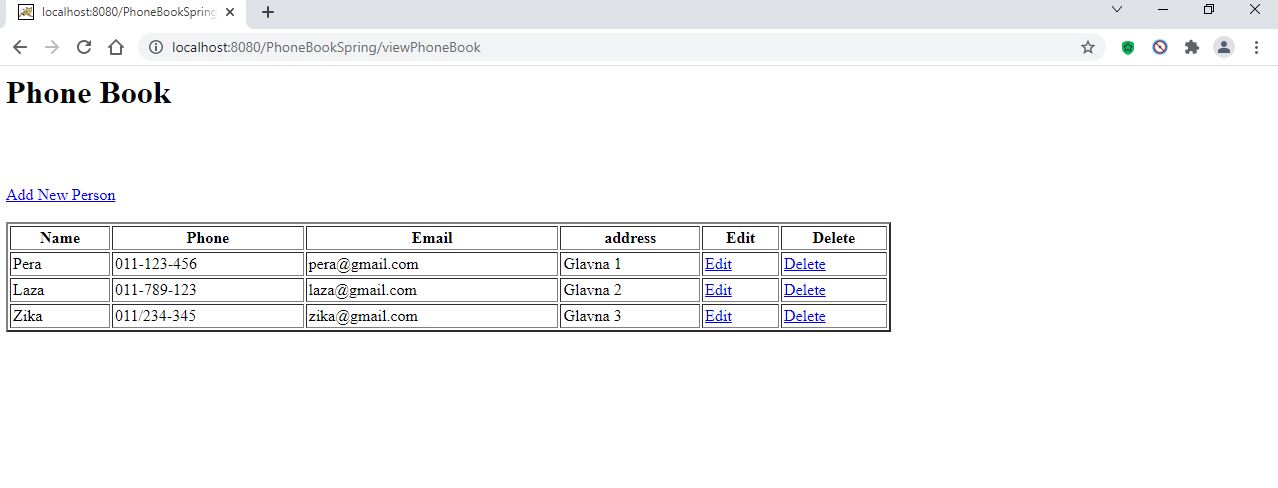 localhost:8080/PhoneBookSpring
localhost:8080/PhoneBookSpring/viewPhoneBook
Phone Book
Add New Person
Name Phone Email address Edit Delete
Pera 011-123-456 pera@gmail.com Glavna 1 Edit Delete
Laza 011-789-123 laza@gmail.com Glavna 2 Edit Delete
Zika 011/234-345 zika@gmail.com Glavna 3 Edit Delete